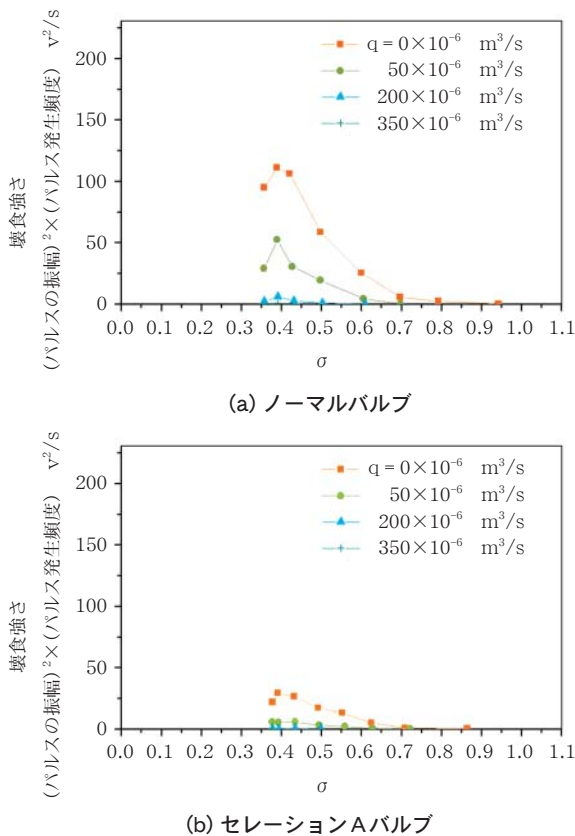 壊食強さ
(パルスの振幅)²×(パルス発生頻度) v²/s
200
150
100
50
0
q = 0×10⁻⁶ m³/s
50×10⁻⁶ m³/s
200×10⁻⁶ m³/s
350×10⁻⁶ m³/s
0.0 0.1 0.2 0.3 0.4 0.5 0.6 0.7 0.8 0.9 1.0 1.1
σ
(a) ノーマルバルブ
壊食強さ
(パルスの振幅)²×(パルス発生頻度) v²/s
200
150
100
50
0
q = 0×10⁻⁶ m³/s
50×10⁻⁶ m³/s
200×10⁻⁶ m³/s
350×10⁻⁶ m³/s
0.0 0.1 0.2 0.3 0.4 0.5 0.6 0.7 0.8 0.9 1.0 1.1
σ
(b) セレーションAバルブ